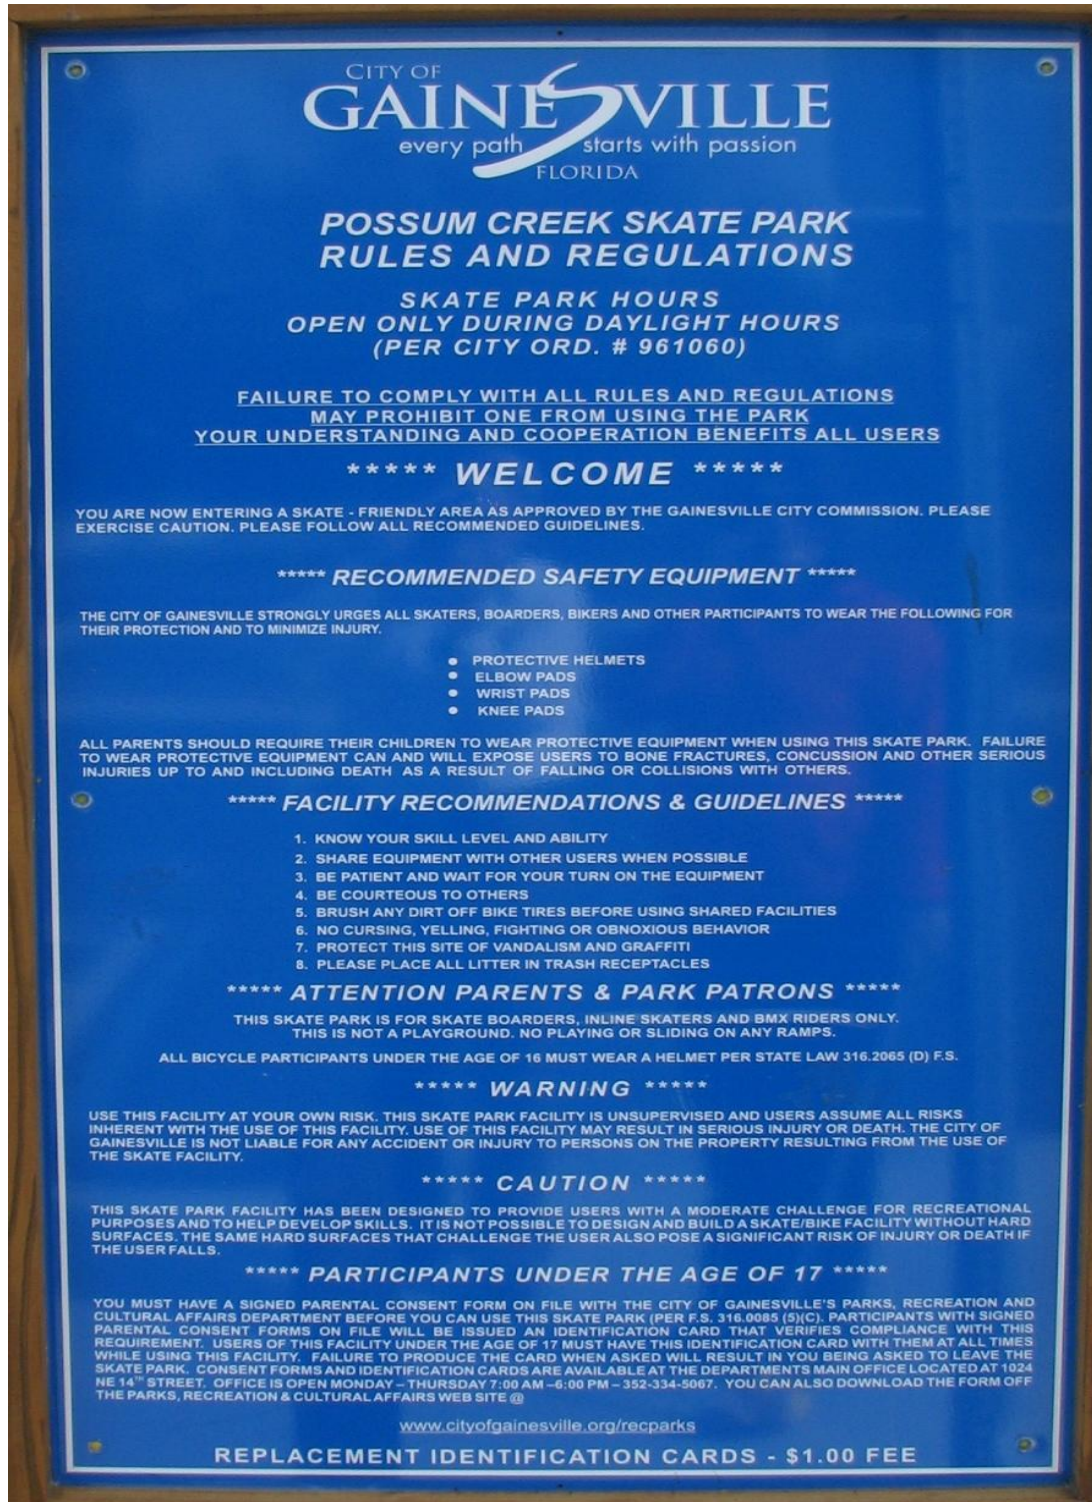 CITY OF
GAINESVILLE
every path starts with passion
FLORIDA
POSSUM CREEK SKATE PARK
RULES AND REGULATIONS
SKATE PARK HOURS
OPEN ONLY DURING DAYLIGHT HOURS
(PER CITY ORD. # 961060)
FAILURE TO COMPLY WITH ALL RULES AND REGULATIONS
MAY PROHIBIT ONE FROM USING THE PARK
YOUR UNDERSTANDING AND COOPERATION BENEFITS ALL USERS
***** WELCOME *****
YOU ARE NOW ENTERING A SKATE - FRIENDLY AREA AS APPROVED BY THE GAINESVILLE CITY COMMISSION. PLEASE
EXERCISE CAUTION. PLEASE FOLLOW ALL RECOMMENDED GUIDELINES.
***** RECOMMENDED SAFETY EQUIPMENT *****
THE CITY OF GAINESVILLE STRONGLY URGES ALL SKATERS, BOARDERS, BIKERS AND OTHER PARTICIPANTS TO WEAR THE FOLLOWING FOR
THEIR PROTECTION AND TO MINIMIZE INJURY.
● PROTECTIVE HELMETS
● ELBOW PADS
● WRIST PADS
● KNEE PADS
ALL PARENTS SHOULD REQUIRE THEIR CHILDREN TO WEAR PROTECTIVE EQUIPMENT WHEN USING THIS SKATE PARK. FAILURE
TO WEAR PROTECTIVE EQUIPMENT CAN AND WILL EXPOSE USERS TO BONE FRACTURES, CONCUSSION AND OTHER SERIOUS
INJURIES UP TO AND INCLUDING DEATH AS A RESULT OF FALLING OR COLLISIONS WITH OTHERS.
***** FACILITY RECOMMENDATIONS & GUIDELINES *****
1. KNOW YOUR SKILL LEVEL AND ABILITY
2. SHARE EQUIPMENT WITH OTHER USERS WHEN POSSIBLE
3. BE PATIENT AND WAIT FOR YOUR TURN ON THE EQUIPMENT
4. BE COURTEOUS TO OTHERS
5. BRUSH ANY DIRT OFF BIKE TIRES BEFORE USING SHARED FACILITIES
6. NO CURSING, YELLING, FIGHTING OR OBNOXIOUS BEHAVIOR
7. PROTECT THIS SITE OF VANDALISM AND GRAFFITI
8. PLEASE PLACE ALL LITTER IN TRASH RECEPTACLES
***** ATTENTION PARENTS & PARK PATRONS *****
THIS SKATE PARK IS FOR SKATE BOARDERS, INLINE SKATERS AND BMX RIDERS ONLY.
THIS IS NOT A PLAYGROUND. NO PLAYING OR SLIDING ON ANY RAMPS.
ALL BICYCLE PARTICIPANTS UNDER THE AGE OF 16 MUST WEAR A HELMET PER STATE LAW 316.2065 (D) F.S.
***** WARNING *****
USE THIS FACILITY AT YOUR OWN RISK. THIS SKATE PARK FACILITY IS UNSUPERVISED AND USERS ASSUME ALL RISKS
INHERENT WITH THE USE OF THIS FACILITY. USE OF THIS FACILITY MAY RESULT IN SERIOUS INJURY OR DEATH. THE CITY OF
GAINESVILLE IS NOT LIABLE FOR ANY ACCIDENT OR INJURY TO PERSONS ON THE PROPERTY RESULTING FROM THE USE OF
THE SKATE FACILITY.
***** CAUTION *****
THIS SKATE PARK FACILITY HAS BEEN DESIGNED TO PROVIDE USERS WITH A MODERATE CHALLENGE FOR RECREATIONAL
PURPOSES AND TO HELP DEVELOP SKILLS. IT IS NOT POSSIBLE TO DESIGN AND BUILD A SKATE/BIKE FACILITY WITHOUT HARD
SURFACES. THE SAME HARD SURFACES THAT CHALLENGE THE USER ALSO POSE A SIGNIFICANT RISK OF INJURY OR DEATH IF
THE USER FALLS.
***** PARTICIPANTS UNDER THE AGE OF 17 *****
YOU MUST HAVE A SIGNED PARENTAL CONSENT FORM ON FILE WITH THE CITY OF GAINESVILLE'S PARKS, RECREATION AND
CULTURAL AFFAIRS DEPARTMENT BEFORE YOU CAN USE THIS SKATE PARK (PER F.S. 316.0085 (5)(C). PARTICIPANTS WITH SIGNED
PARENTAL CONSENT FORMS ON FILE WILL BE ISSUED AN IDENTIFICATION CARD THAT VERIFIES COMPLIANCE WITH THIS
REQUIREMENT. USERS OF THIS FACILITY UNDER THE AGE OF 17 MUST HAVE THIS IDENTIFICATION CARD WITH THEM AT ALL TIMES
WHILE USING THIS FACILITY. FAILURE TO PRODUCE THE CARD WHEN ASKED WILL RESULT IN YOU BEING ASKED TO LEAVE THE
SKATE PARK. CONSENT FORMS AND IDENTIFICATION CARDS ARE AVAILABLE AT THE DEPARTMENTS MAIN OFFICE LOCATED AT 1024
NE 14TH STREET. OFFICE IS OPEN MONDAY – THURSDAY 7:00 AM –6:00 PM – 352-334-5067. YOU CAN ALSO DOWNLOAD THE FORM OFF
THE PARKS, RECREATION & CULTURAL AFFAIRS WEB SITE @
www.cityofgainesville.org/recparks
REPLACEMENT IDENTIFICATION CARDS - $1.00 FEE